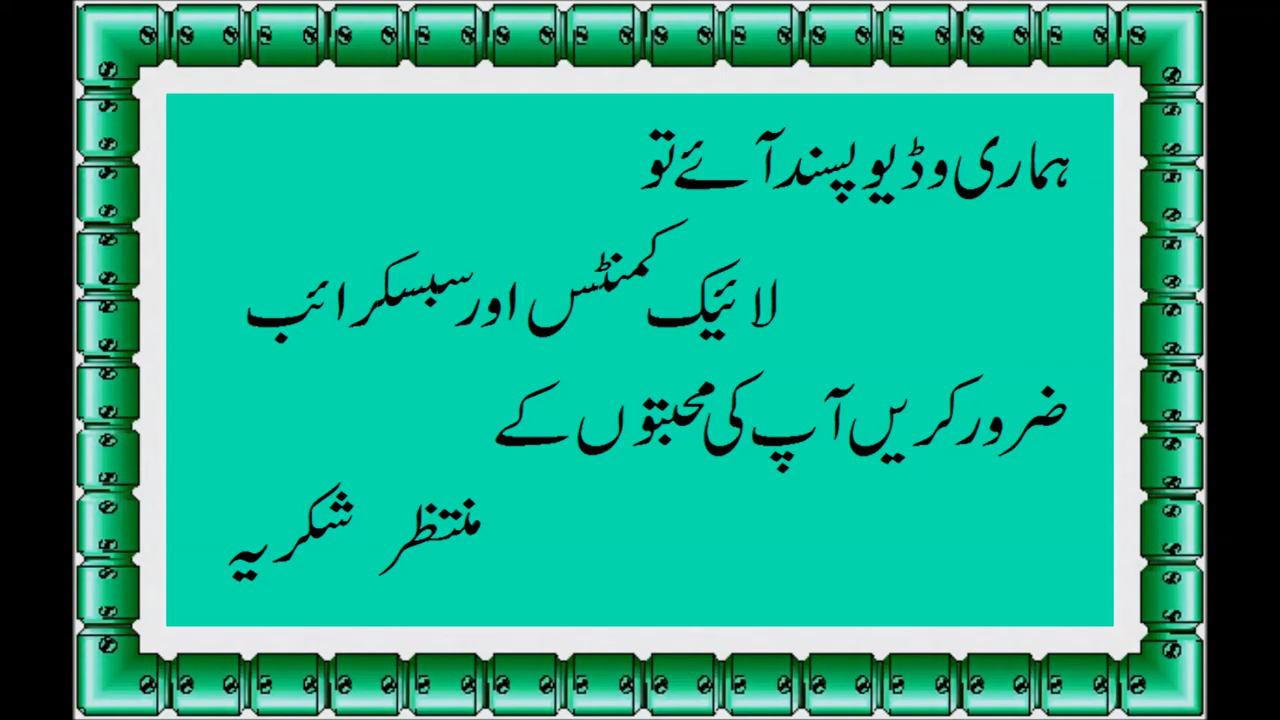 ہماری وڈیو پسند آئے تو
لائیک کمنٹس اور سبسکرائب
ضرور کریں آپ کی محبتوں کے
منتظر شکریہ